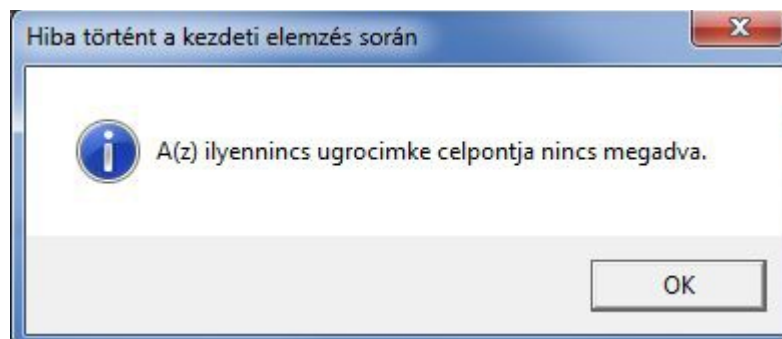 Hiba történt a kezdeti elemzés során
A(z) ilyennincs ugrocimke celpontja nincs megadva.
OK